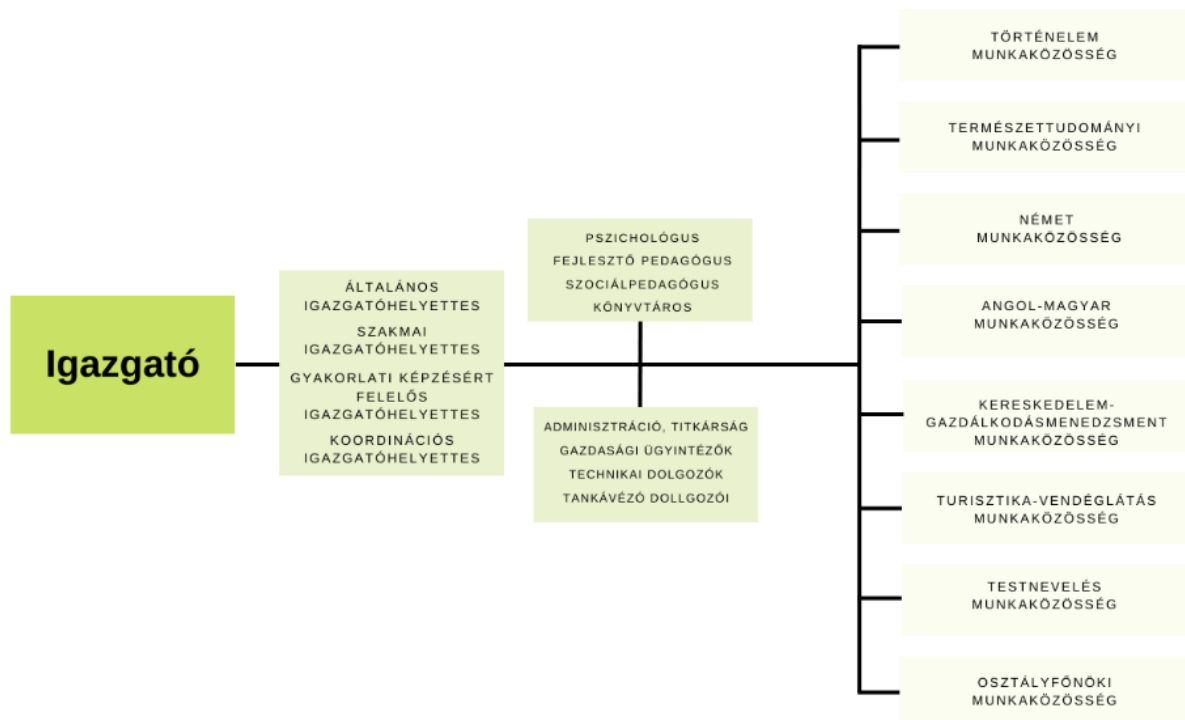 Igazgató
ÁLTALÁNOS
IGAZGATÓHELYETTES
SZAKMAI
IGAZGATÓHELYETTES
GYAKORLATI KÉPZÉSÉRT
FELELŐS
IGAZGATÓHELYETTES
KOORDINÁCIÓS
IGAZGATÓHELYETTES
PSZICHOLÓGUS
FEJLESZTŐ PEDAGÓGUS
SZOCIÁLPEDAGÓGUS
KÖNYVTÁROS
ADMINISZTRÁCIÓ, TITKÁRSÁG
GAZDASÁGI ÜGYINTÉZŐK
TECHNIKAI DOLGOZÓK
TANKÁVÉZÓ DOLLGOZÓI
TÖRTÉNELEM
MUNKAKÖZÖSSÉG
TERMÉSZETTUDOMÁNYI
MUNKAKÖZÖSSÉG
NÉMET
MUNKAKÖZÖSSÉG
ANGOL-MAGYAR
MUNKAKÖZÖSSÉG
KERESKEDELEM-
GAZDÁLKODÁSMENEDZSMENT
MUNKAKÖZÖSSÉG
TURISZTIKA-VENDÉGLÁTÁS
MUNKAKÖZÖSSÉG
TESTNEVELÉS
MUNKAKÖZÖSSÉG
OSZTÁLYFŐNÖKI
MUNKAKÖZÖSSÉG